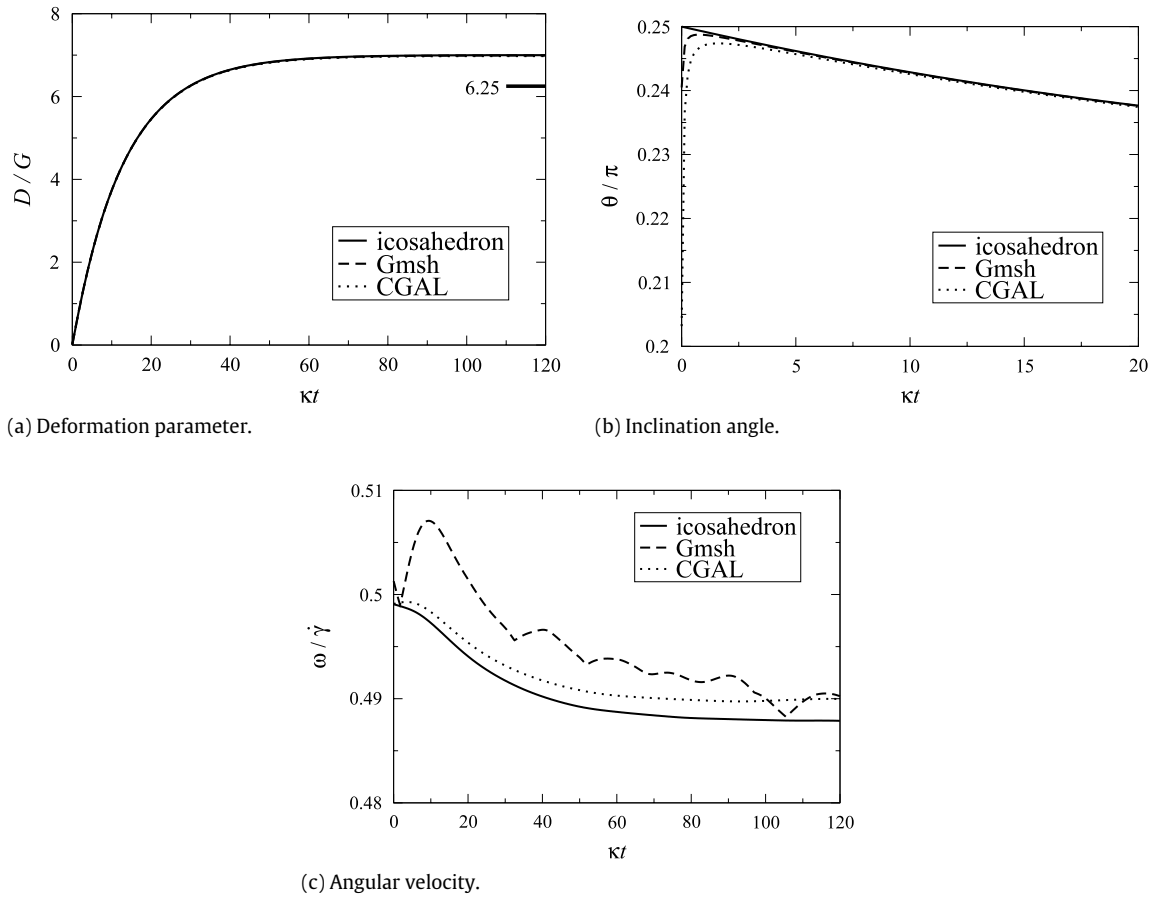 8
6
4
2
0
D / G
6.25
icosahedron
Gmsh
CGAL
0 20 40 60 80 100 120
κt
(a) Deformation parameter.
0.25
0.24
0.23
0.22
0.21
0.2
θ / π
icosahedron
Gmsh
CGAL
0 5 10 15 20
κt
(b) Inclination angle.
0.51
0.5
0.49
0.48
ω / γ̇
icosahedron
Gmsh
CGAL
0 20 40 60 80 100 120
κt
(c) Angular velocity.